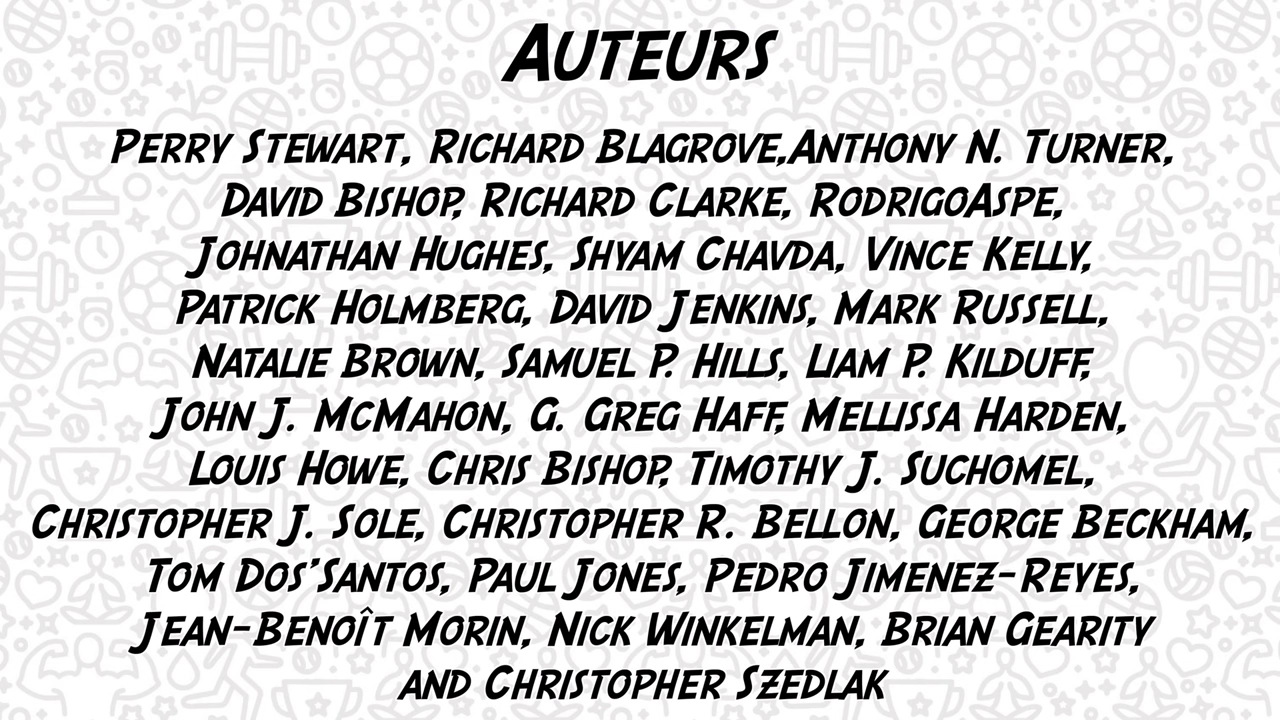 AUTEURS
PERRY STEWART, RICHARD BLAGROVE,ANTHONY N. TURNER,
DAVID BISHOP, RICHARD CLARKE, RODRIGOASPE,
JOHNATHAN HUGHES, SHYAM CHAVDA, VINCE KELLY,
PATRICK HOLMBERG, DAVID JENKINS, MARK RUSSELL,
NATALIE BROWN, SAMUEL P. HILLS, LIAM P. KILDUFF,
JOHN J. MCMAHON, G. GREG HAFF, MELLISSA HARDEN,
LOUIS HOWE, CHRIS BISHOP, TIMOTHY J. SUCHOMEL,
CHRISTOPHER J. SOLE, CHRISTOPHER R. BELLON, GEORGE BECKHAM,
TOM DOS'SANTOS, PAUL JONES, PEDRO JIMENEZ-REYES,
JEAN-BENOÎT MORIN, NICK WINKELMAN, BRIAN GEARITY
AND CHRISTOPHER SZEDLAK